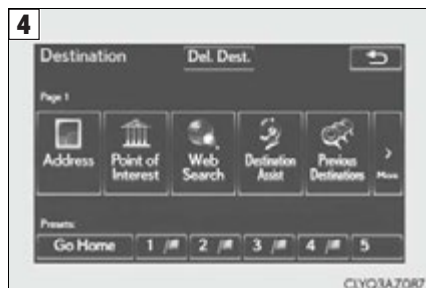 4
Destination Del. Dest.
Page 1
Address
Point of Interest
Web Search
Destination Assist
Previous Destinations
More
Presets:
Go Home 1 2 3 4 5
CLYO3AZ087